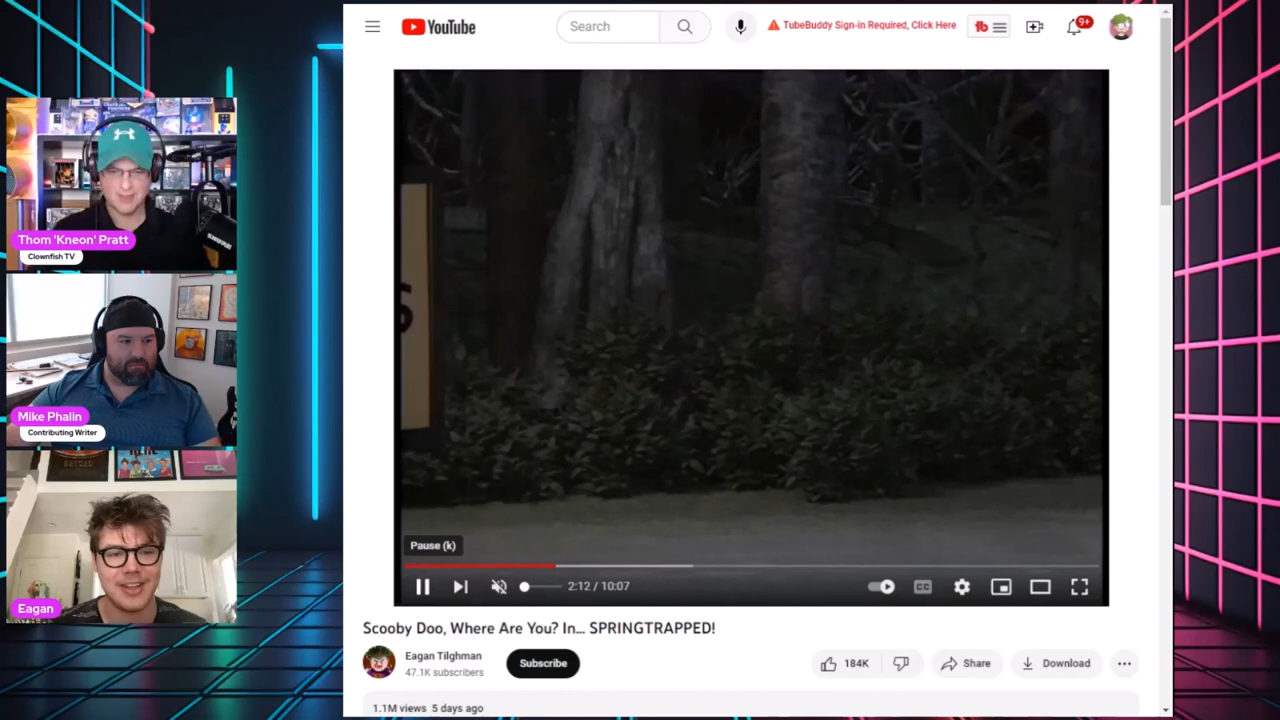 YouTube
Search
TubeBuddy Sign-in Required, Click Here
tb
9+
Thom 'Kneon' Pratt
Clownfish TV
Mike Phalin
Contributing Writer
Eagan
Pause (k)
2:12 / 10:07
CC
Scooby Doo, Where Are You? In... SPRINGTRAPPED!
Eagan Tilghman
47.1K subscribers
Subscribe
184K
Share
Download
1.1M views 5 days ago